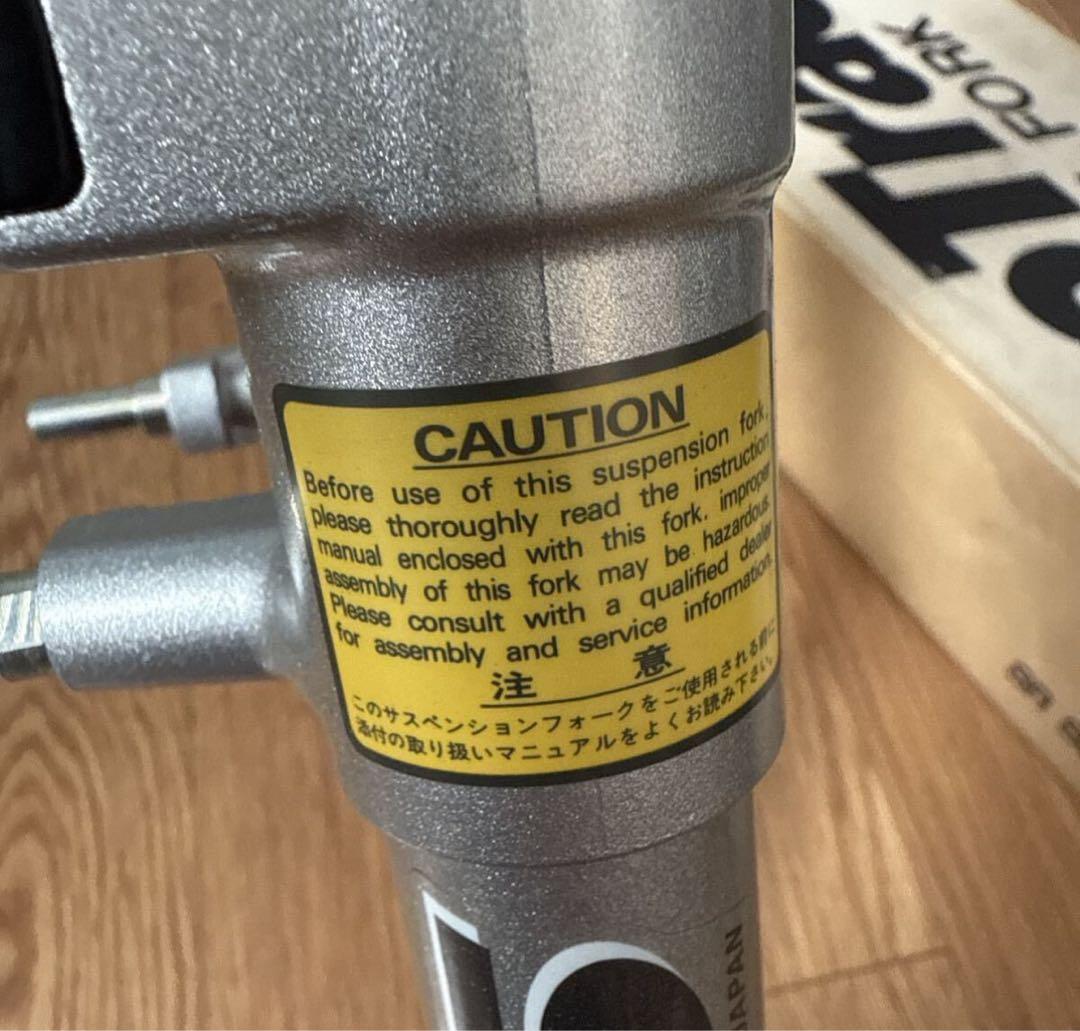 CAUTION
Before use of this suspension fork,
please thoroughly read the instruction
manual enclosed with this fork. improper
assembly of this fork may be hazardous.
Please consult with a qualified dealer
for assembly and service information.
注 意
このサスペンションフォークをご使用される前に
添付の取り扱いマニュアルをよくお読み下さい。
JAPAN
FORK